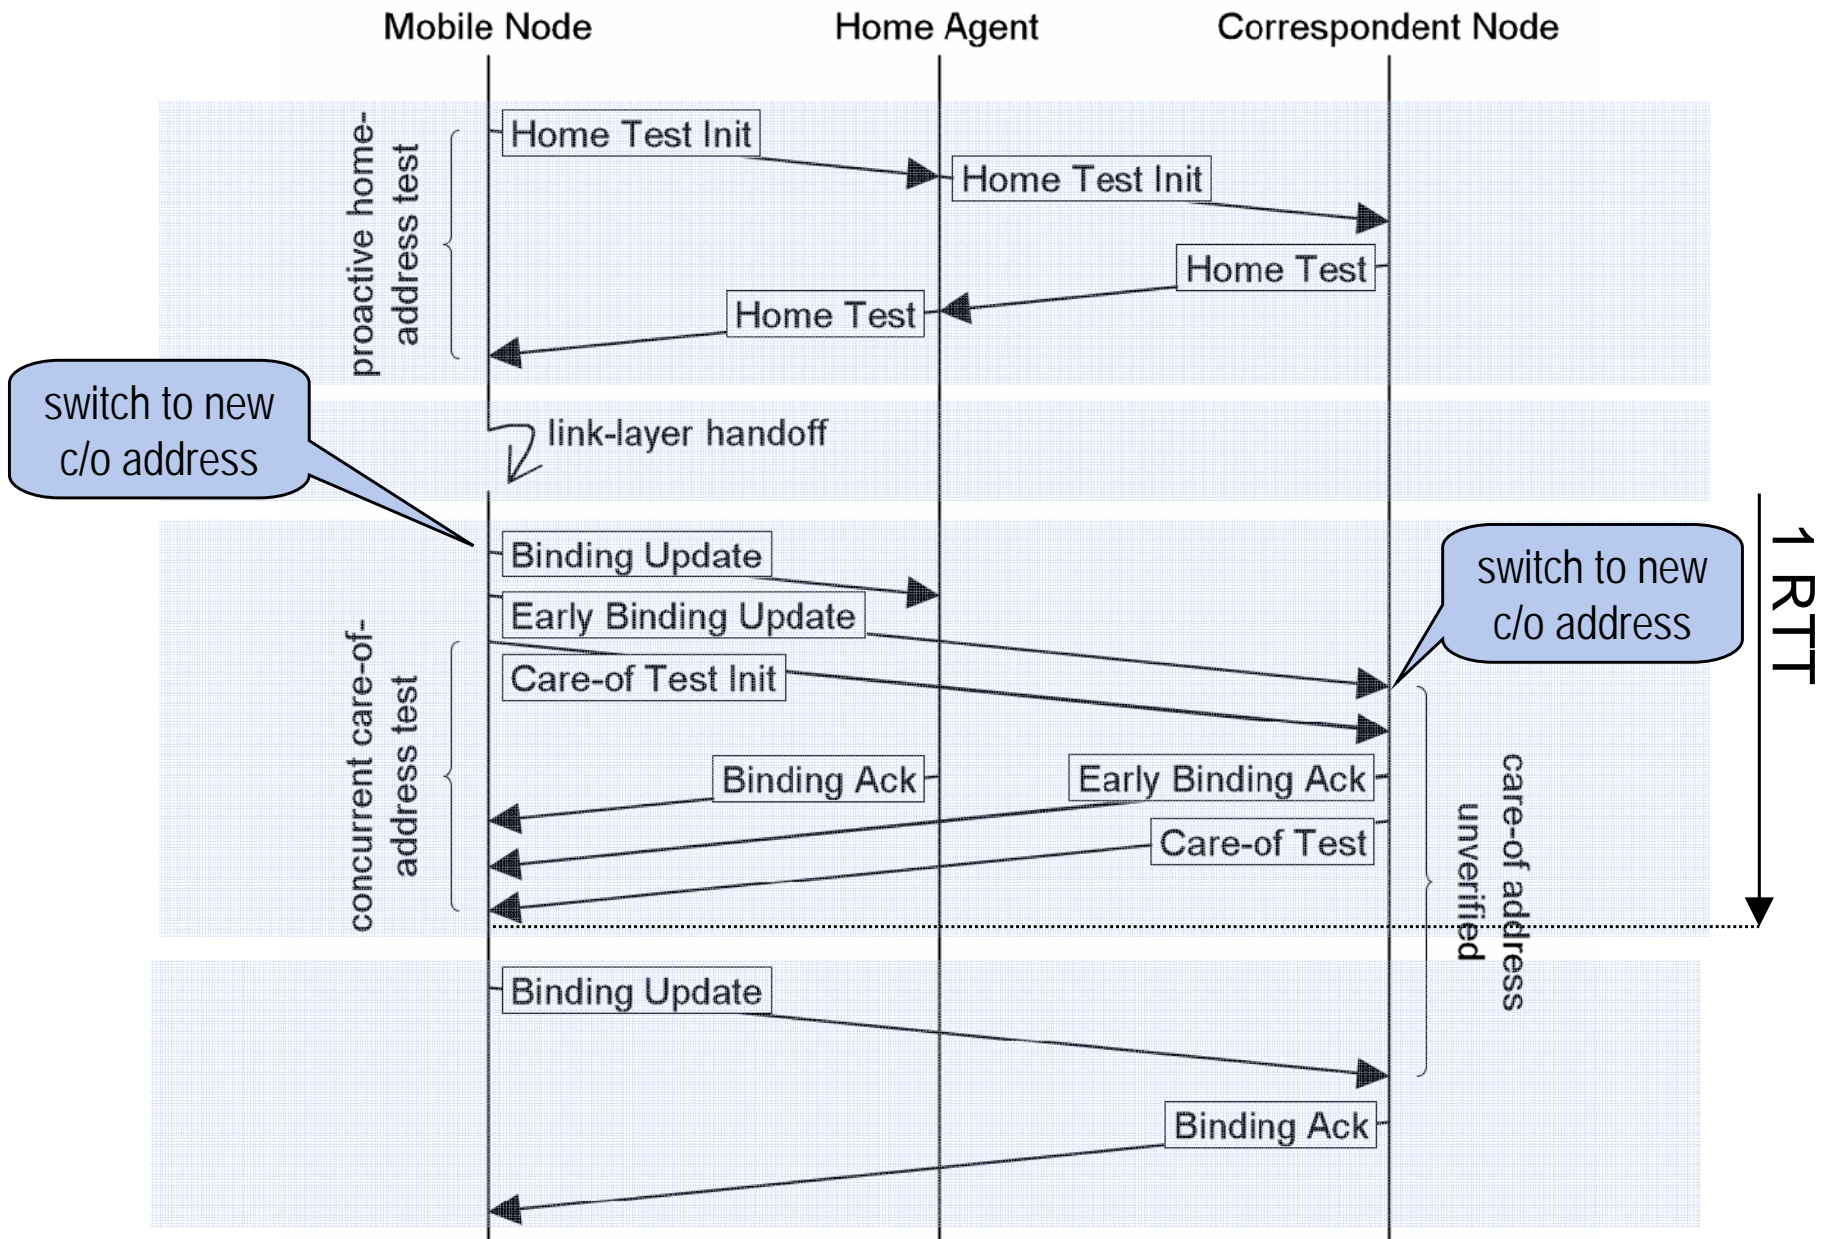 Mobile Node
Home Agent
Correspondent Node
proactive home-
address test
Home Test Init
Home Test Init
Home Test
Home Test
switch to new
c/o address
link-layer handoff
Binding Update
Early Binding Update
Care-of Test Init
switch to new
c/o address
1 RTT
concurrent care-of-
address test
Binding Ack
Early Binding Ack
Care-of Test
care-of address
unverified
Binding Update
Binding Ack